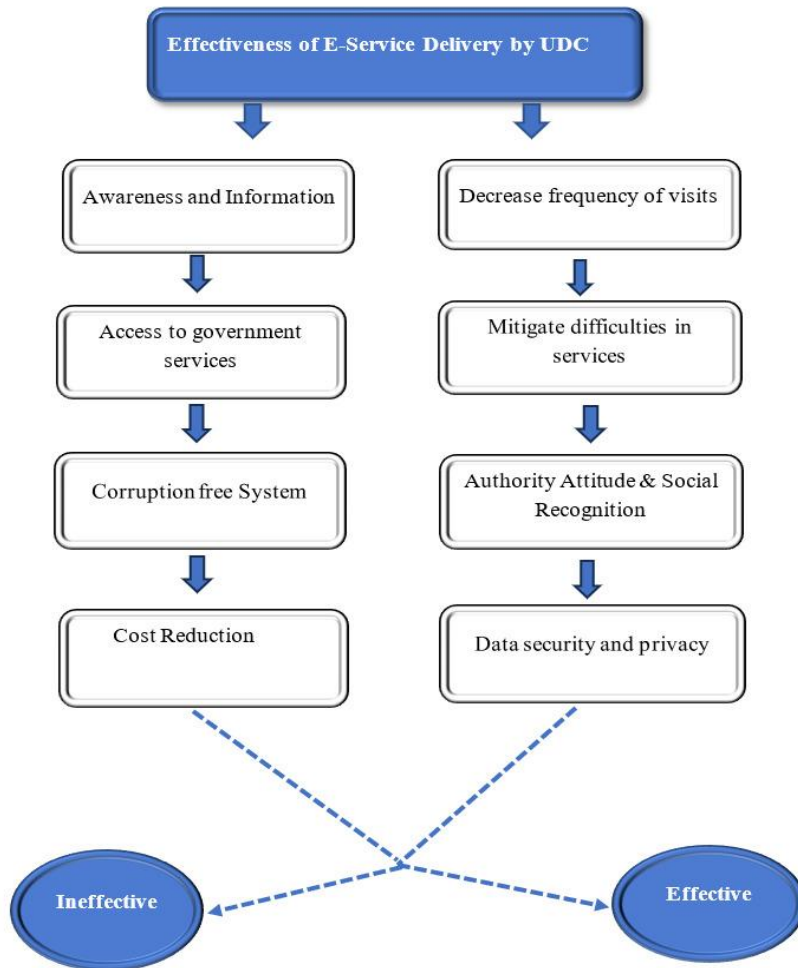 Effectiveness of E-Service Delivery by UDC
Awareness and Information
Decrease frequency of visits
Access to government
services
Mitigate difficulties in
services
Corruption free System
Authority Attitude & Social
Recognition
Cost Reduction
Data security and privacy
Ineffective
Effective